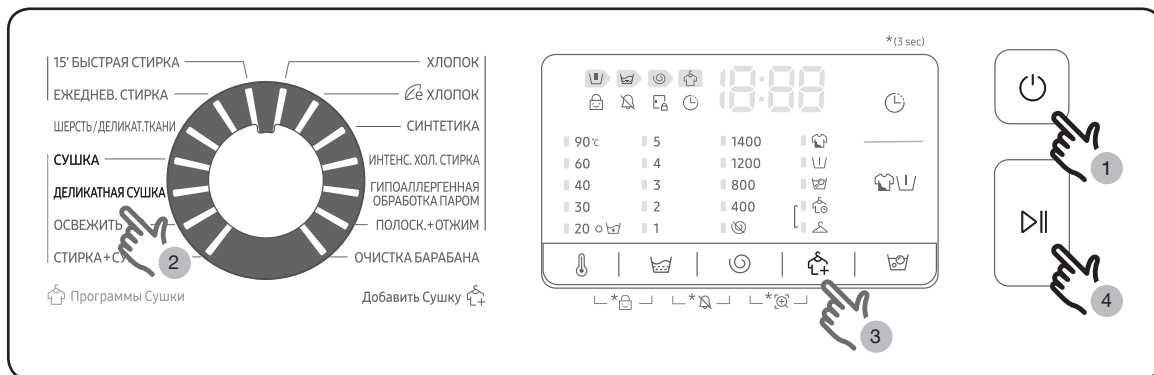 15' БЫСТРАЯ СТИРКА
ЕЖЕДНЕВ. СТИРКА
ШЕРСТЬ/ДЕЛИКАТ.ТКАНИ
СУШКА
ДЕЛИКАТНАЯ СУШКА
ОСВЕЖИТЬ
СТИРКА+СУ
ХЛОПОК
ХЛОПОК
СИНТЕТИКА
ИНТЕНС. ХОЛ. СТИРКА
ГИПОАЛЛЕРГЕННАЯ
ОБРАБОТКА ПАРОМ
ПОЛОСК.+ОТЖИМ
ОЧИСТКА БАРАБАНА
Программы Сушки
Добавить Сушку
2
*(3 sec)
18:88
90℃ 5 1400
60 4 1200
40 3 800
30 2 400
20 1
* * *
3
1
4